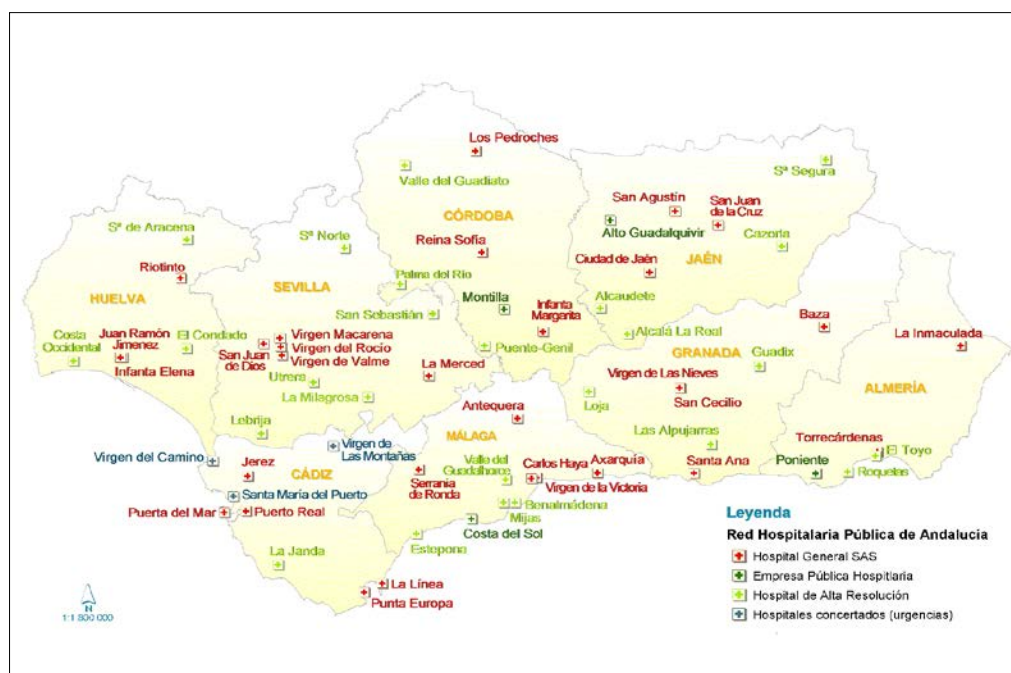 Los Pedroches
Valle del Guadiato
Sª Segura
San Agustín
San Juan
de la Cruz
CÓRDOBA
Alto Guadalquivir
Sª de Aracena
Sª Norte
Reina Sofía
Cazorla
Ciudad de Jaén
JAÉN
Riotinto
Palma del Río
SEVILLA
HUELVA
Montilla
Infanta
Margarita
Alcaudete
San Sebastián
Baza
Costa
Occidental
Juan Ramón
Jimenez
El Condado
Virgen Macarena
Virgen del Rocío
Virgen de Valme
Alcalá La Real
La Inmaculada
San Juan
de Dios
Puente-Genil
GRANADA
Guadix
Infanta Elena
La Merced
Virgen de Las Nieves
Utrera
ALMERÍA
La Milagrosa
Loja
San Cecilio
Antequera
Lebrija
MÁLAGA
Las Alpujarras
Torrecárdenas
Virgen de
Las Montañas
Valle del
Guadalhorce
El Toyo
Virgen del Camino
Jerez
CÁDIZ
Carlos Haya
Axarquía
Santa Ana
Poniente
Roquetas
Serranía
de Ronda
Virgen de la Victoria
Santa María del Puerto
Puerta del Mar
Puerto Real
Benalmádena
Mijas
Costa del Sol
Estepona
La Janda
La Línea
Punta Europa
Leyenda
Red Hospitalaria Pública de Andalucía
Hospital General SAS
Empresa Pública Hospitiaria
Hospital de Alta Resolución
Hospitales concertados (urgencias)
N
1:1 800 000